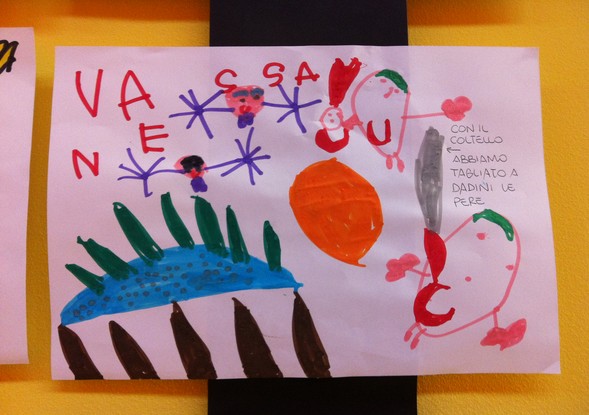 VA SSA
E
N
U
CON IL
COLTELLO
← ABBIAMO
TAGLIATO A
DADINI LE
PERE
C